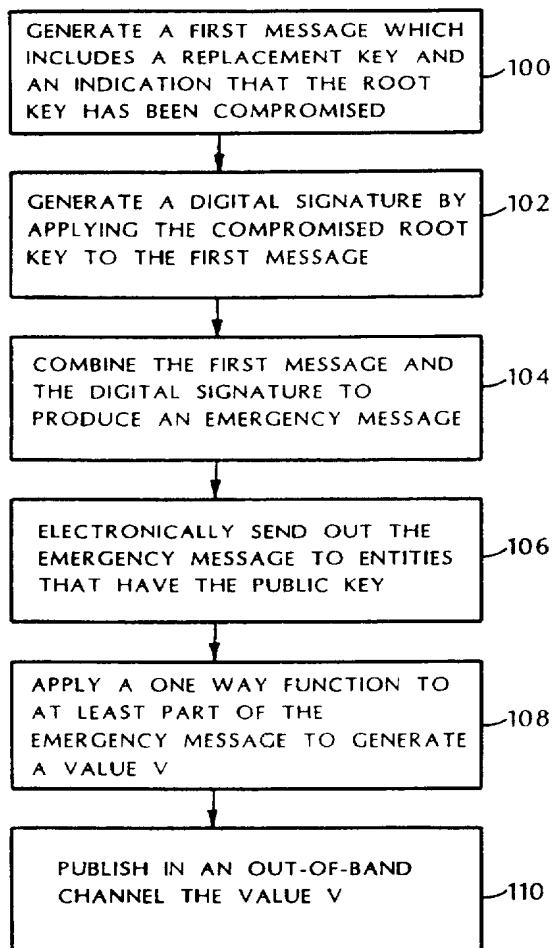 GENERATE A FIRST MESSAGE WHICH
INCLUDES A REPLACEMENT KEY AND
AN INDICATION THAT THE ROOT
KEY HAS BEEN COMPROMISED
100
GENERATE A DIGITAL SIGNATURE BY
APPLYING THE COMPROMISED ROOT
KEY TO THE FIRST MESSAGE
102
COMBINE THE FIRST MESSAGE AND
THE DIGITAL SIGNATURE TO
PRODUCE AN EMERGENCY MESSAGE
104
ELECTRONICALLY SEND OUT THE
EMERGENCY MESSAGE TO ENTITIES
THAT HAVE THE PUBLIC KEY
106
APPLY A ONE WAY FUNCTION TO
AT LEAST PART OF THE
EMERGENCY MESSAGE TO GENERATE
A VALUE V
108
PUBLISH IN AN OUT-OF-BAND
CHANNEL THE VALUE V
110